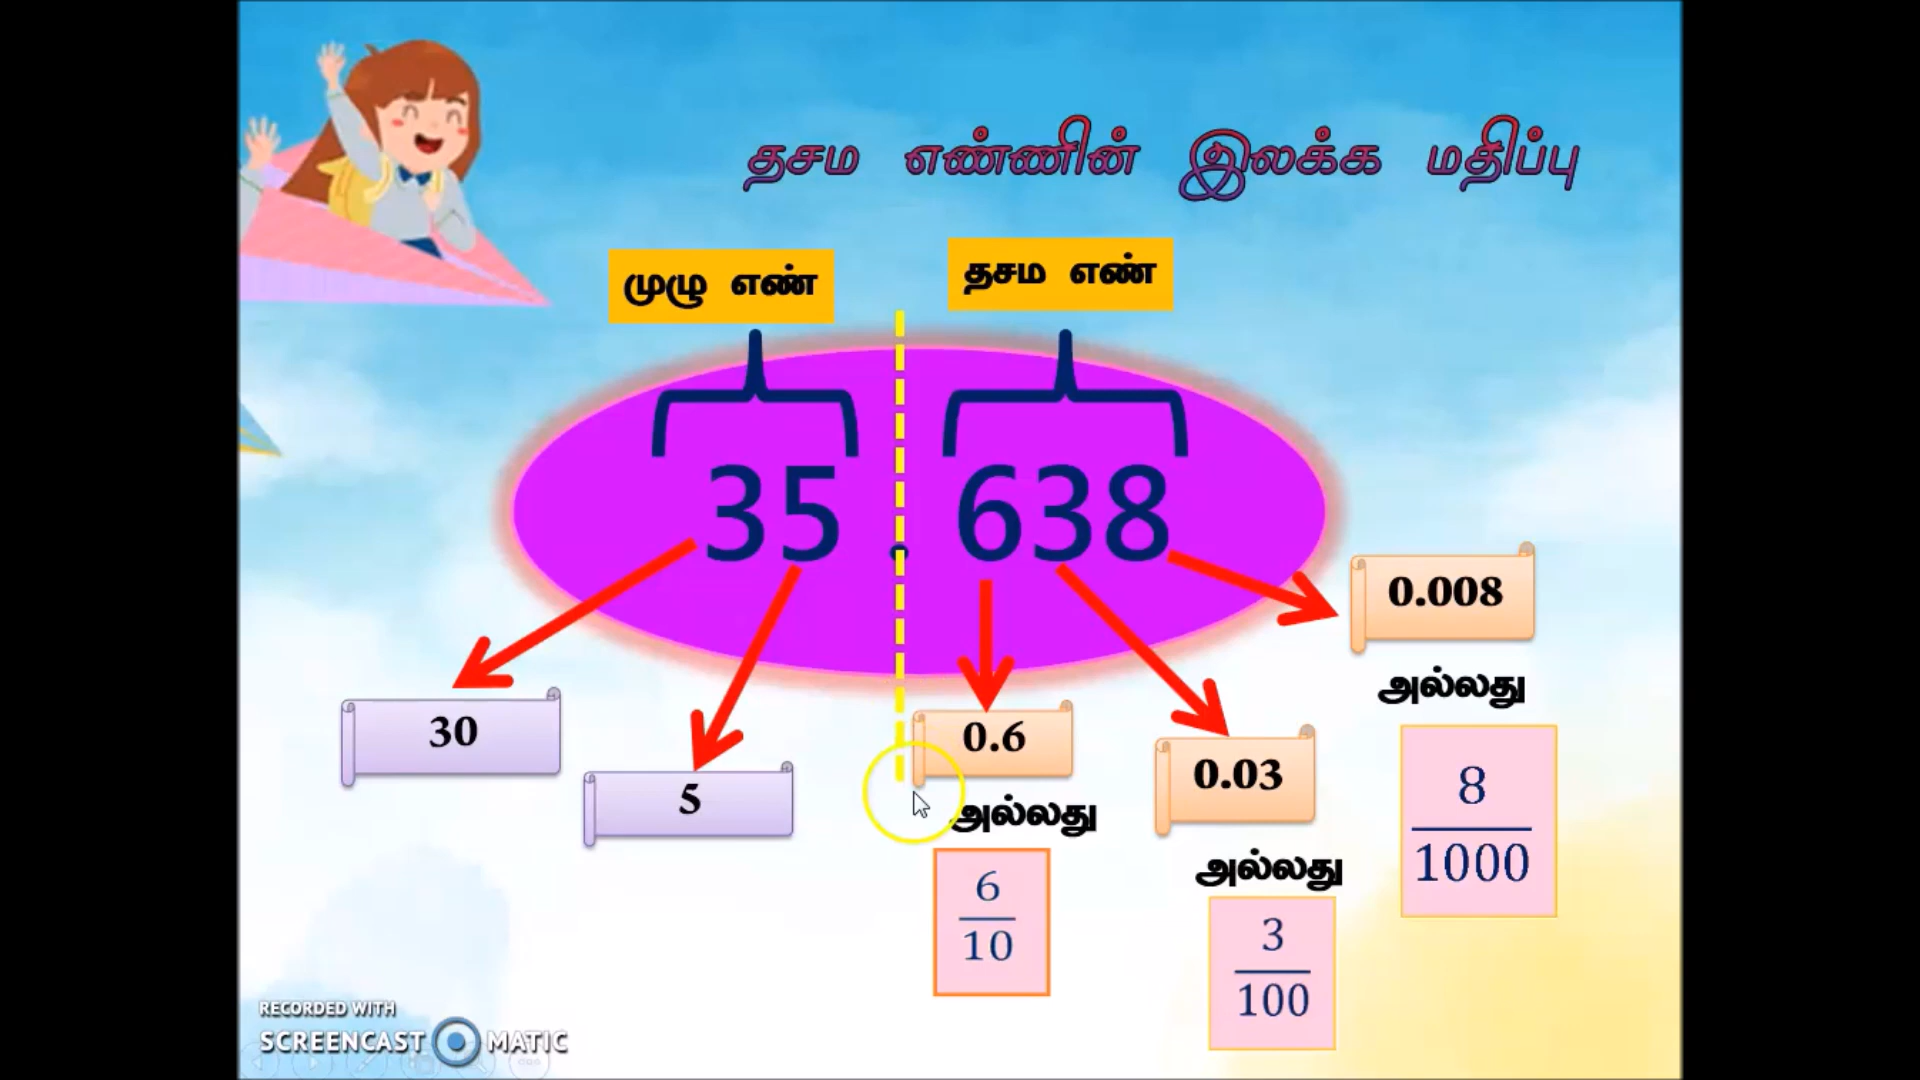 தசம எண்ணின் இலக்க மதிப்பு
முழு எண்
தசம எண்
35 . 638
30
5
0.6
அல்லது
6
10
0.03
அல்லது
3
100
0.008
அல்லது
8
1000
RECORDED WITH
SCREENCAST MATIC